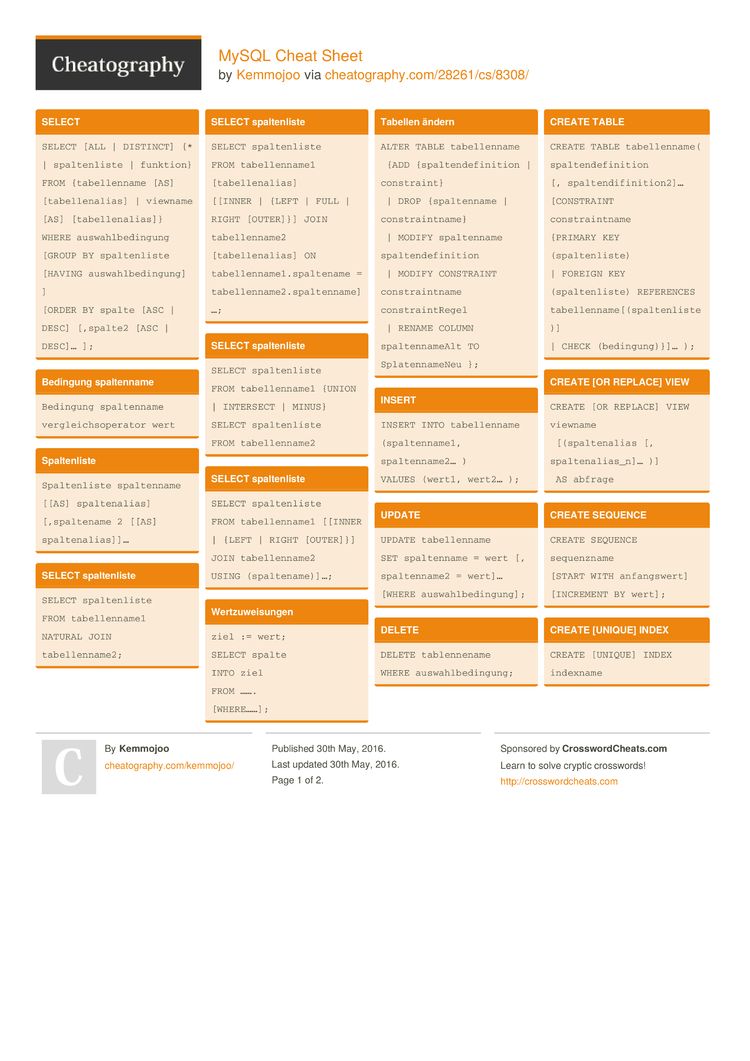 Cheatography
MySQL Cheat Sheet
by Kemmojoo via cheatography.com/28261/cs/8308/
SELECT
SELECT [ALL | DISTINCT] {*
| spaltenliste | funktion}
FROM {tabellenname [AS]
[tabellenalias] | viewname
[AS] [tabellenalias]}
WHERE auswahlbedingung
[GROUP BY spaltenliste
[HAVING auswahlbedingung]
]
[ORDER BY spalte [ASC |
DESC] [,spalte2 [ASC |
DESC]… ];
Bedingung spaltenname
Bedingung spaltenname
vergleichsoperator wert
Spaltenliste
Spaltenliste spaltenname
[[AS] spaltenalias]
[,spaltename 2 [[AS]
spaltenalias]]…
SELECT spaltenliste
SELECT spaltenliste
FROM tabellenname1
NATURAL JOIN
tabellenname2;
SELECT spaltenliste
SELECT spaltenliste
FROM tabellenname1
[tabellenalias]
{[INNER | {LEFT | FULL |
RIGHT [OUTER]}] JOIN
tabellenname2
[tabellenalias] ON
tabellenname1.spaltename =
tabellenname2.spaltenname]
…;
SELECT spaltenliste
SELECT spaltenliste
FROM tabellenname1 {UNION
| INTERSECT | MINUS}
SELECT spaltenliste
FROM tabellenname2
SELECT spaltenliste
SELECT spaltenliste
FROM tabellenname1 [[INNER
| {LEFT | RIGHT [OUTER]}]
JOIN tabellenname2
USING (spaltename)]…;
Wertzuweisungen
ziel := wert;
SELECT spalte
INTO ziel
FROM …….
[WHERE……];
Tabellen ändern
ALTER TABLE tabellenname
{ADD {spaltendefinition |
constraint}
| DROP {spaltenname |
constraintname}
| MODIFY spaltenname
spaltendefinition
| MODIFY CONSTRAINT
constraintname
constraintRegel
| RENAME COLUMN
spaltennameAlt TO
SplatennameNeu };
INSERT
INSERT INTO tabellenname
(spaltenname1,
spaltenname2… )
VALUES (wert1, wert2… );
UPDATE
UPDATE tabellenname
SET spaltenname = wert [,
spaltenname2 = wert]…
[WHERE auswahlbedingung];
DELETE
DELETE tablennename
WHERE auswahlbedingung;
CREATE TABLE
CREATE TABLE tabellenname(
spaltendefinition
[, spaltendifinition2]…
[CONSTRAINT
constraintname
{PRIMARY KEY
(spaltenliste)
| FOREIGN KEY
(spaltenliste) REFERENCES
tabellenname[(spaltenliste
)]
| CHECK (bedingung)}]… );
CREATE [OR REPLACE] VIEW
CREATE [OR REPLACE] VIEW
viewname
[(spaltenalias [,
spaltenalias_n]… )]
AS abfrage
CREATE SEQUENCE
CREATE SEQUENCE
sequenzname
[START WITH anfangswert]
[INCREMENT BY wert];
CREATE [UNIQUE] INDEX
CREATE [UNIQUE] INDEX
indexname
C
By Kemmojoo
cheatography.com/kemmojoo/
Published 30th May, 2016.
Last updated 30th May, 2016.
Page 1 of 2.
Sponsored by CrosswordCheats.com
Learn to solve cryptic crosswords!
http://crosswordcheats.com